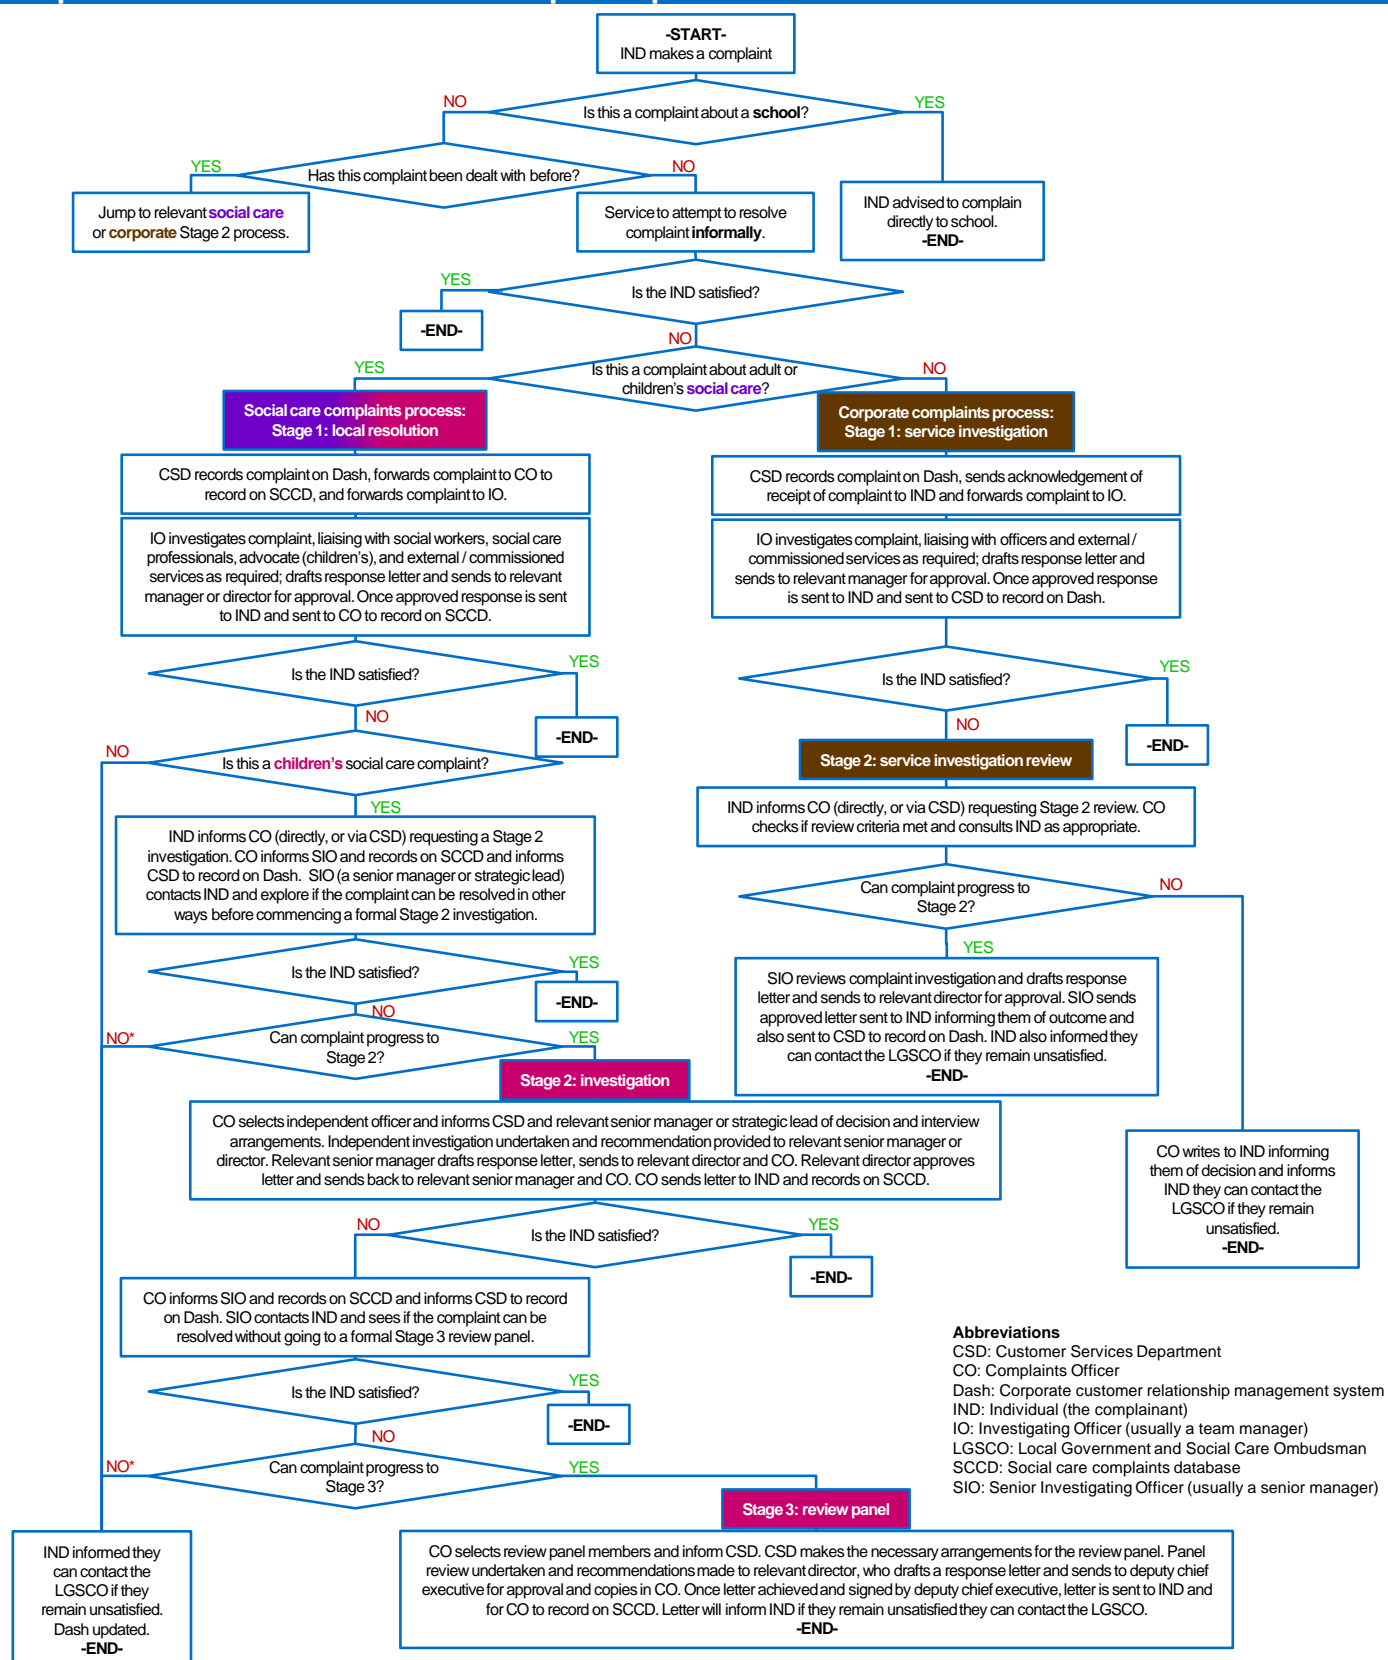 -START-
IND makes a complaint
NO
Is this a complaint about a school?
YES
YES
Has this complaint been dealt with before?
NO
Jump to relevant social care
or corporate Stage 2 process.
Service to attempt to resolve
complaint informally.
IND advised to complain
directly to school.
-END-
YES
Is the IND satisfied?
-END-
NO
YES
Is this a complaint about adult or
children's social care?
NO
Social care complaints process:
Stage 1: local resolution
Corporate complaints process:
Stage 1: service investigation
CSD records complaint on Dash, forwards complaint to CO to
record on SCCD, and forwards complaint to IO.
CSD records complaint on Dash, sends acknowledgement of
receipt of complaint to IND and forwards complaint to IO.
IO investigates complaint, liaising with social workers, social care
professionals, advocate (children's), and external / commissioned
services as required; drafts response letter and sends to relevant
manager or director for approval. Once approved response is sent
to IND and sent to CO to record on SCCD.
IO investigates complaint, liaising with officers and external /
commissioned services as required; drafts response letter and
sends to relevant manager for approval. Once approved response
is sent to IND and sent to CSD to record on Dash.
Is the IND satisfied?
YES
NO
-END-
Is the IND satisfied?
YES
NO
-END-
NO
Is this a children's social care complaint?
YES
Stage 2: service investigation review
IND informs CO (directly, or via CSD) requesting Stage 2 review. CO
checks if review criteria met and consults IND as appropriate.
IND informs CO (directly, or via CSD) requesting a Stage 2
investigation. CO informs SIO and records on SCCD and informs
CSD to record on Dash. SIO (a senior manager or strategic lead)
contacts IND and explore if the complaint can be resolved in other
ways before commencing a formal Stage 2 investigation.
Can complaint progress to
Stage 2?
NO
YES
Is the IND satisfied?
YES
-END-
NO
SIO reviews complaint investigation and drafts response
letter and sends to relevant director for approval. SIO sends
approved letter sent to IND informing them of outcome and
also sent to CSD to record on Dash. IND also informed they
can contact the LGSCO if they remain unsatisfied.
-END-
NO*
Can complaint progress to
Stage 2?
YES
Stage 2: investigation
CO selects independent officer and informs CSD and relevant senior manager or strategic lead of decision and interview
arrangements. Independent investigation undertaken and recommendation provided to relevant senior manager or
director. Relevant senior manager drafts response letter, sends to relevant director and CO. Relevant director approves
letter and sends back to relevant senior manager and CO. CO sends letter to IND and records on SCCD.
CO writes to IND informing
them of decision and informs
IND they can contact the
LGSCO if they remain
unsatisfied.
-END-
NO
Is the IND satisfied?
YES
-END-
CO informs SIO and records on SCCD and informs CSD to record
on Dash. SIO contacts IND and sees if the complaint can be
resolved without going to a formal Stage 3 review panel.
Is the IND satisfied?
YES
-END-
NO
Abbreviations
CSD: Customer Services Department
CO: Complaints Officer
Dash: Corporate customer relationship management system
IND: Individual (the complainant)
IO: Investigating Officer (usually a team manager)
LGSCO: Local Government and Social Care Ombudsman
SCCD: Social care complaints database
SIO: Senior Investigating Officer (usually a senior manager)
NO*
Can complaint progress to
Stage 3?
YES
Stage 3: review panel
IND informed they
can contact the
LGSCO if they
remain unsatisfied.
Dash updated.
-END-
CO selects review panel members and inform CSD. CSD makes the necessary arrangements for the review panel. Panel
review undertaken and recommendations made to relevant director, who drafts a response letter and sends to deputy chief
executive for approval and copies in CO. Once letter achieved and signed by deputy chief executive, letter is sent to IND and
for CO to record on SCCD. Letter will inform IND if they remain unsatisfied they can contact the LGSCO.
-END-